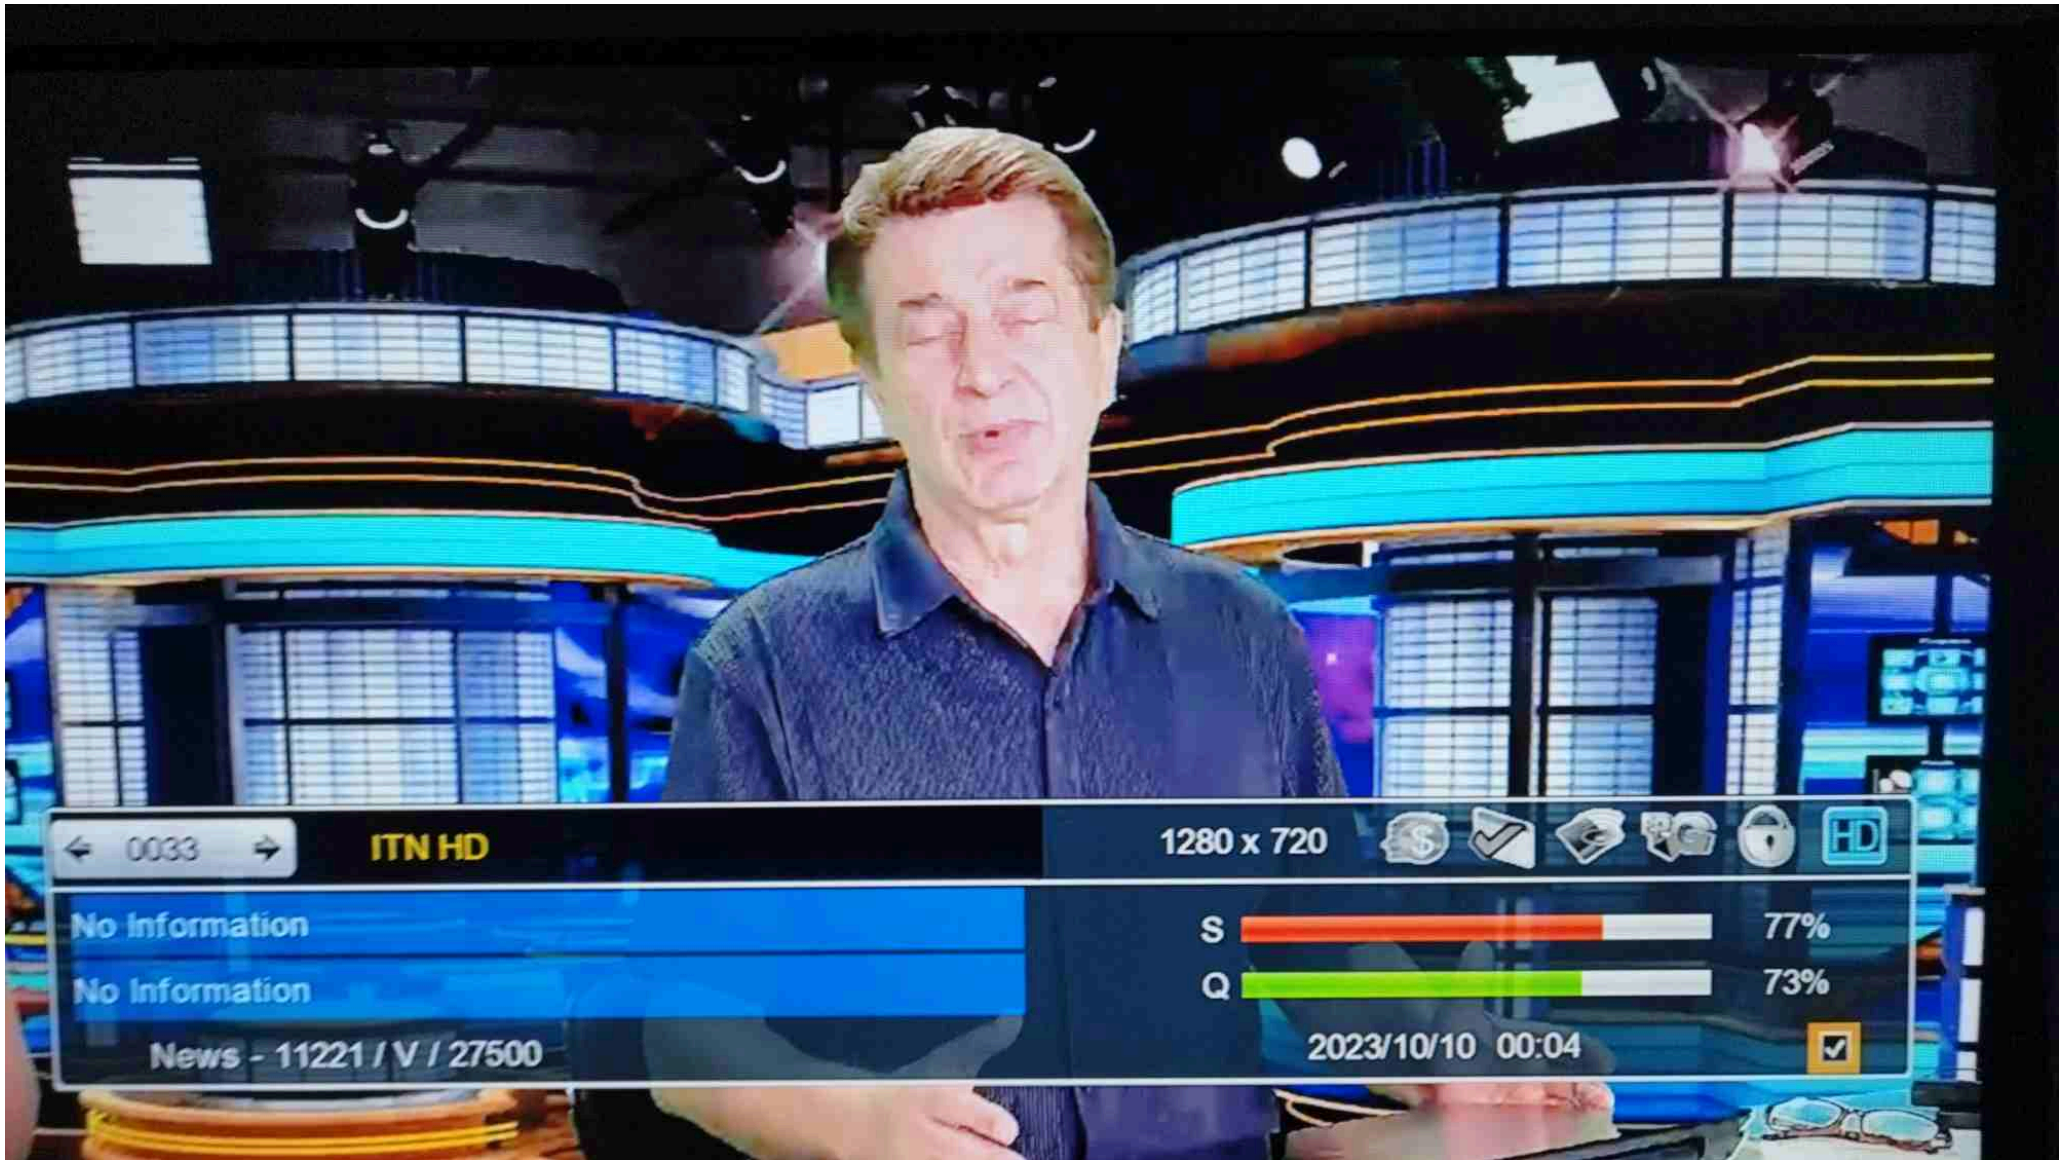 0033
ITN HD
1280 x 720
HD
No Information
S 77%
No Information
Q 73%
News - 11221 / V / 27500
2023/10/10 00:04